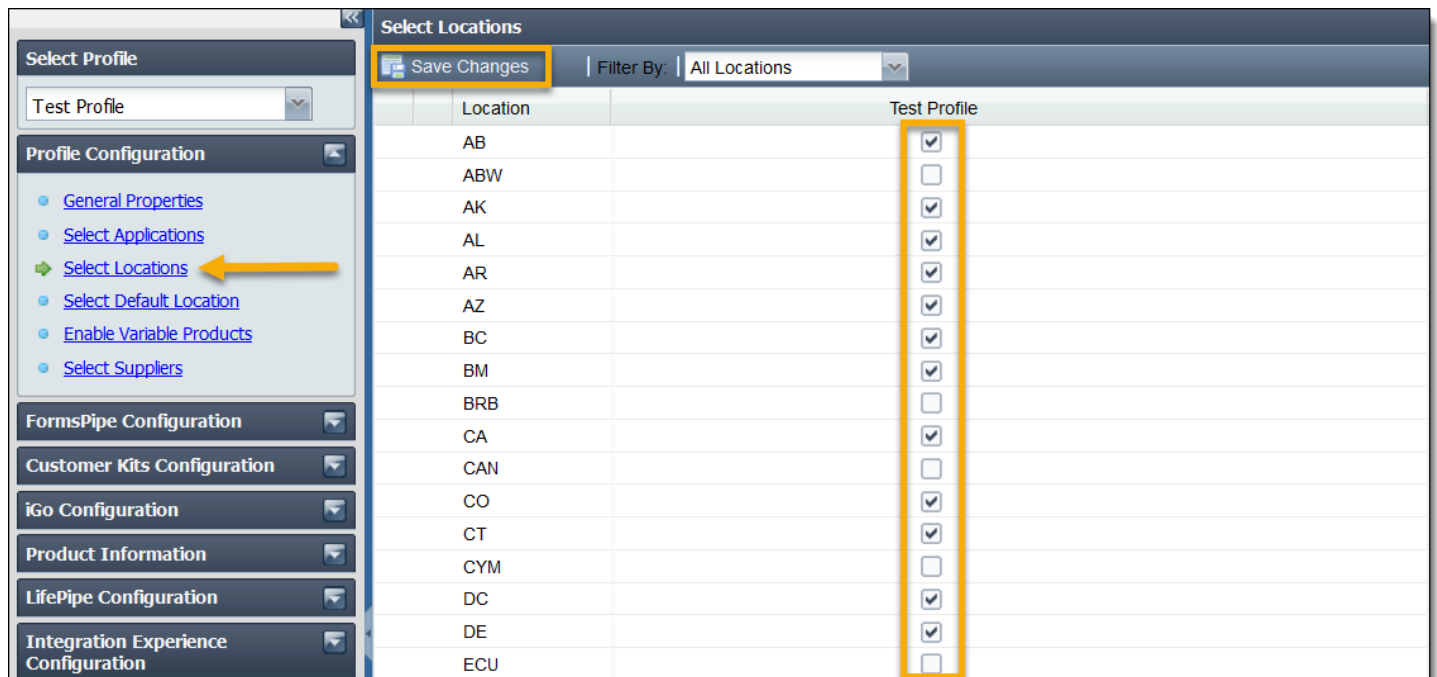 Select Profile
Test Profile
Profile Configuration
General Properties
Select Applications
Select Locations
Select Default Location
Enable Variable Products
Select Suppliers
FormsPipe Configuration
Customer Kits Configuration
iGo Configuration
Product Information
LifePipe Configuration
Integration Experience
Configuration
Select Locations
Save Changes
Filter By: All Locations
Location Test Profile
AB
ABW
AK
AL
AR
AZ
BC
BM
BRB
CA
CAN
CO
CT
CYM
DC
DE
ECU